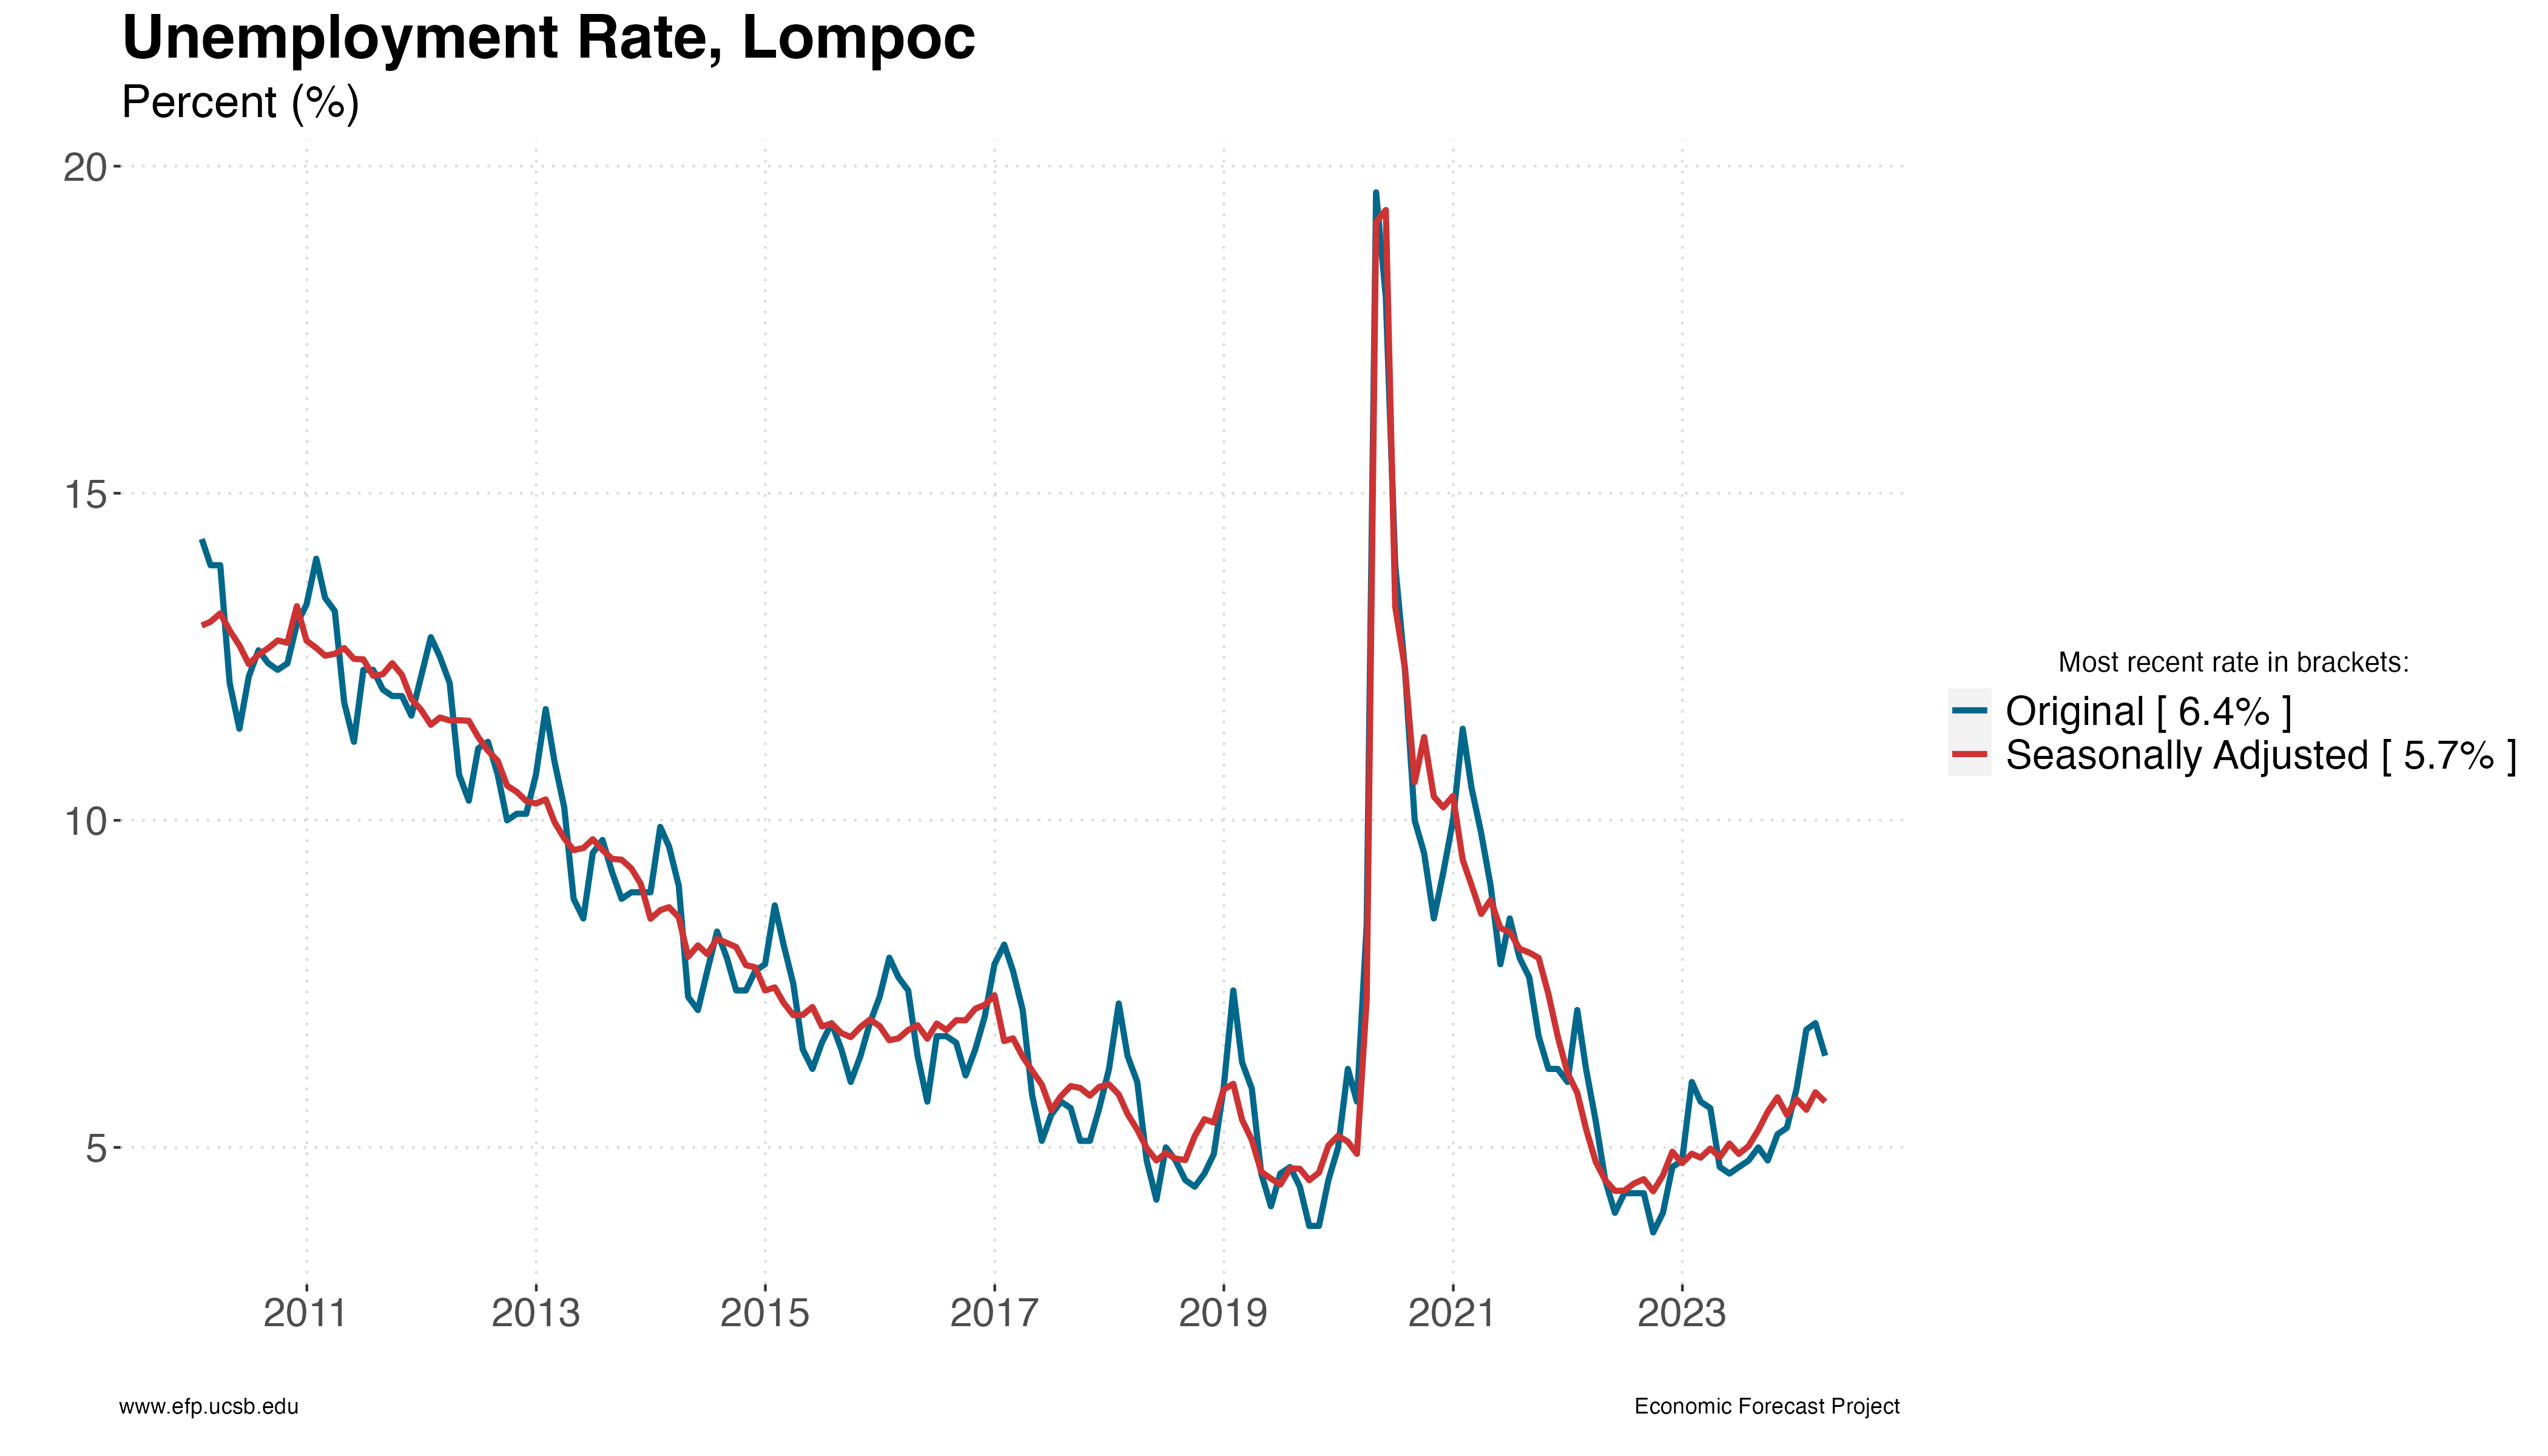 Unemployment Rate, Lompoc
Percent (%)
20
15
10
5
2011 2013 2015 2017 2019 2021 2023
Most recent rate in brackets:
Original [ 6.4% ]
Seasonally Adjusted [ 5.7% ]
www.efp.ucsb.edu
Economic Forecast Project